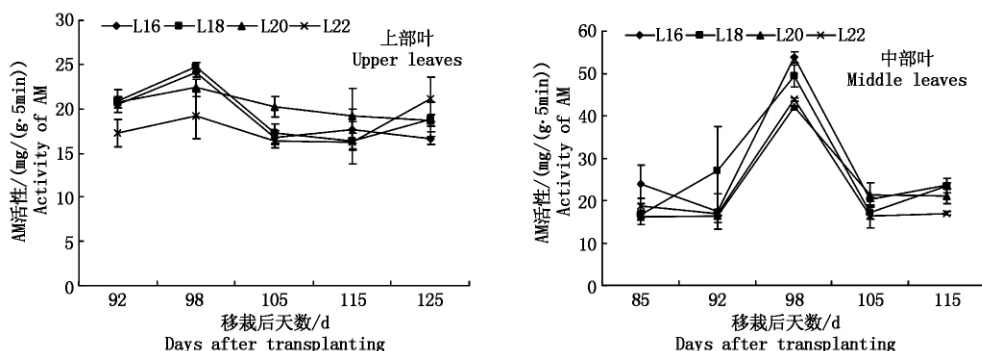 L16 L18 L20 L22
上部叶
Upper leaves
AM活性/(mg/(g·5min))
Activity of AM
30
25
20
15
10
5
0
92 98 105 115 125
移栽后天数/d
Days after transplanting
L16 L18 L20 L22
中部叶
Middle leaves
AM活性/(mg/(g·5min))
Activity of AM
60
50
40
30
20
10
0
85 92 98 105 115
移栽后天数/d
Days after transplanting